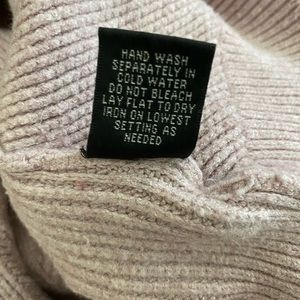 HAND WASH
SEPARATELY IN
COLD WATER
DO NOT BLEACH
LAY FLAT TO DRY
IRON ON LOWEST
SETTING AS
NEEDED